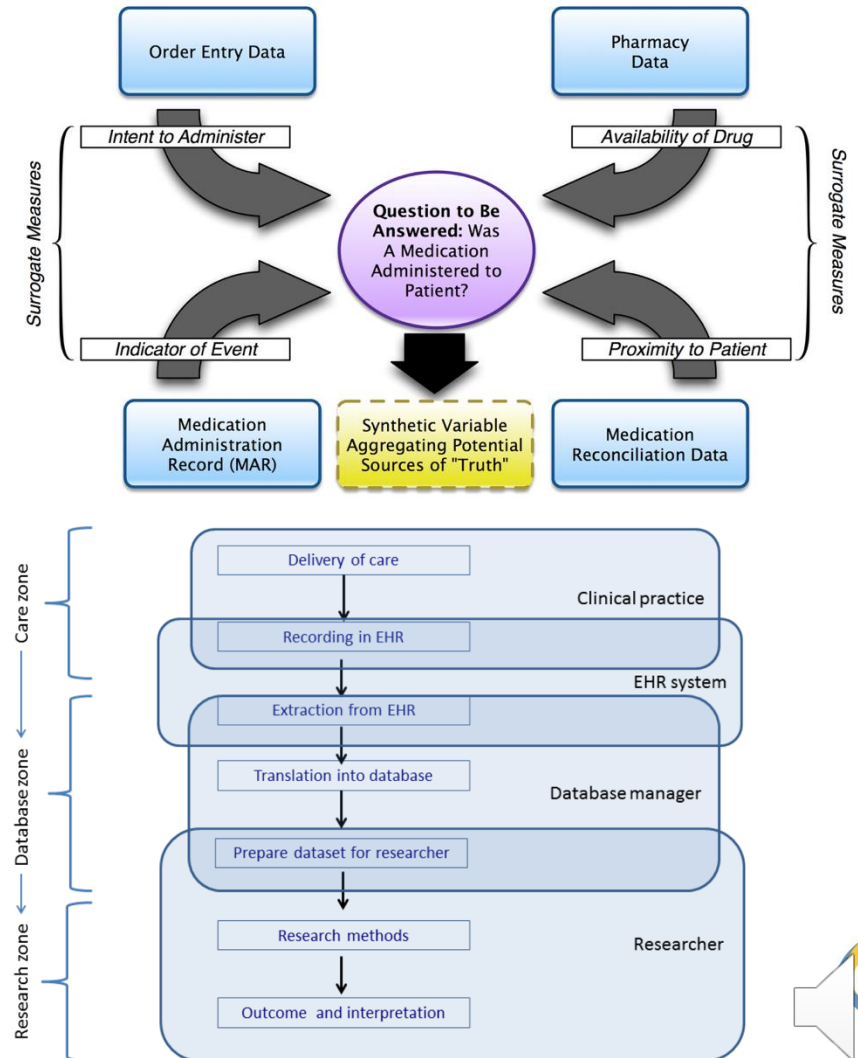 Order Entry Data
Pharmacy
Data
Intent to Administer
Availability of Drug
Surrogate Measures
Surrogate Measures
Question to Be
Answered: Was
A Medication
Administered to
Patient?
Indicator of Event
Proximity to Patient
Medication
Administration
Record (MAR)
Synthetic Variable
Aggregating Potential
Sources of "Truth"
Medication
Reconciliation Data
Care zone
Database zone
Research zone
Delivery of care
Clinical practice
Recording in EHR
EHR system
Extraction from EHR
Translation into database
Database manager
Prepare dataset for researcher
Research methods
Researcher
Outcome and interpretation